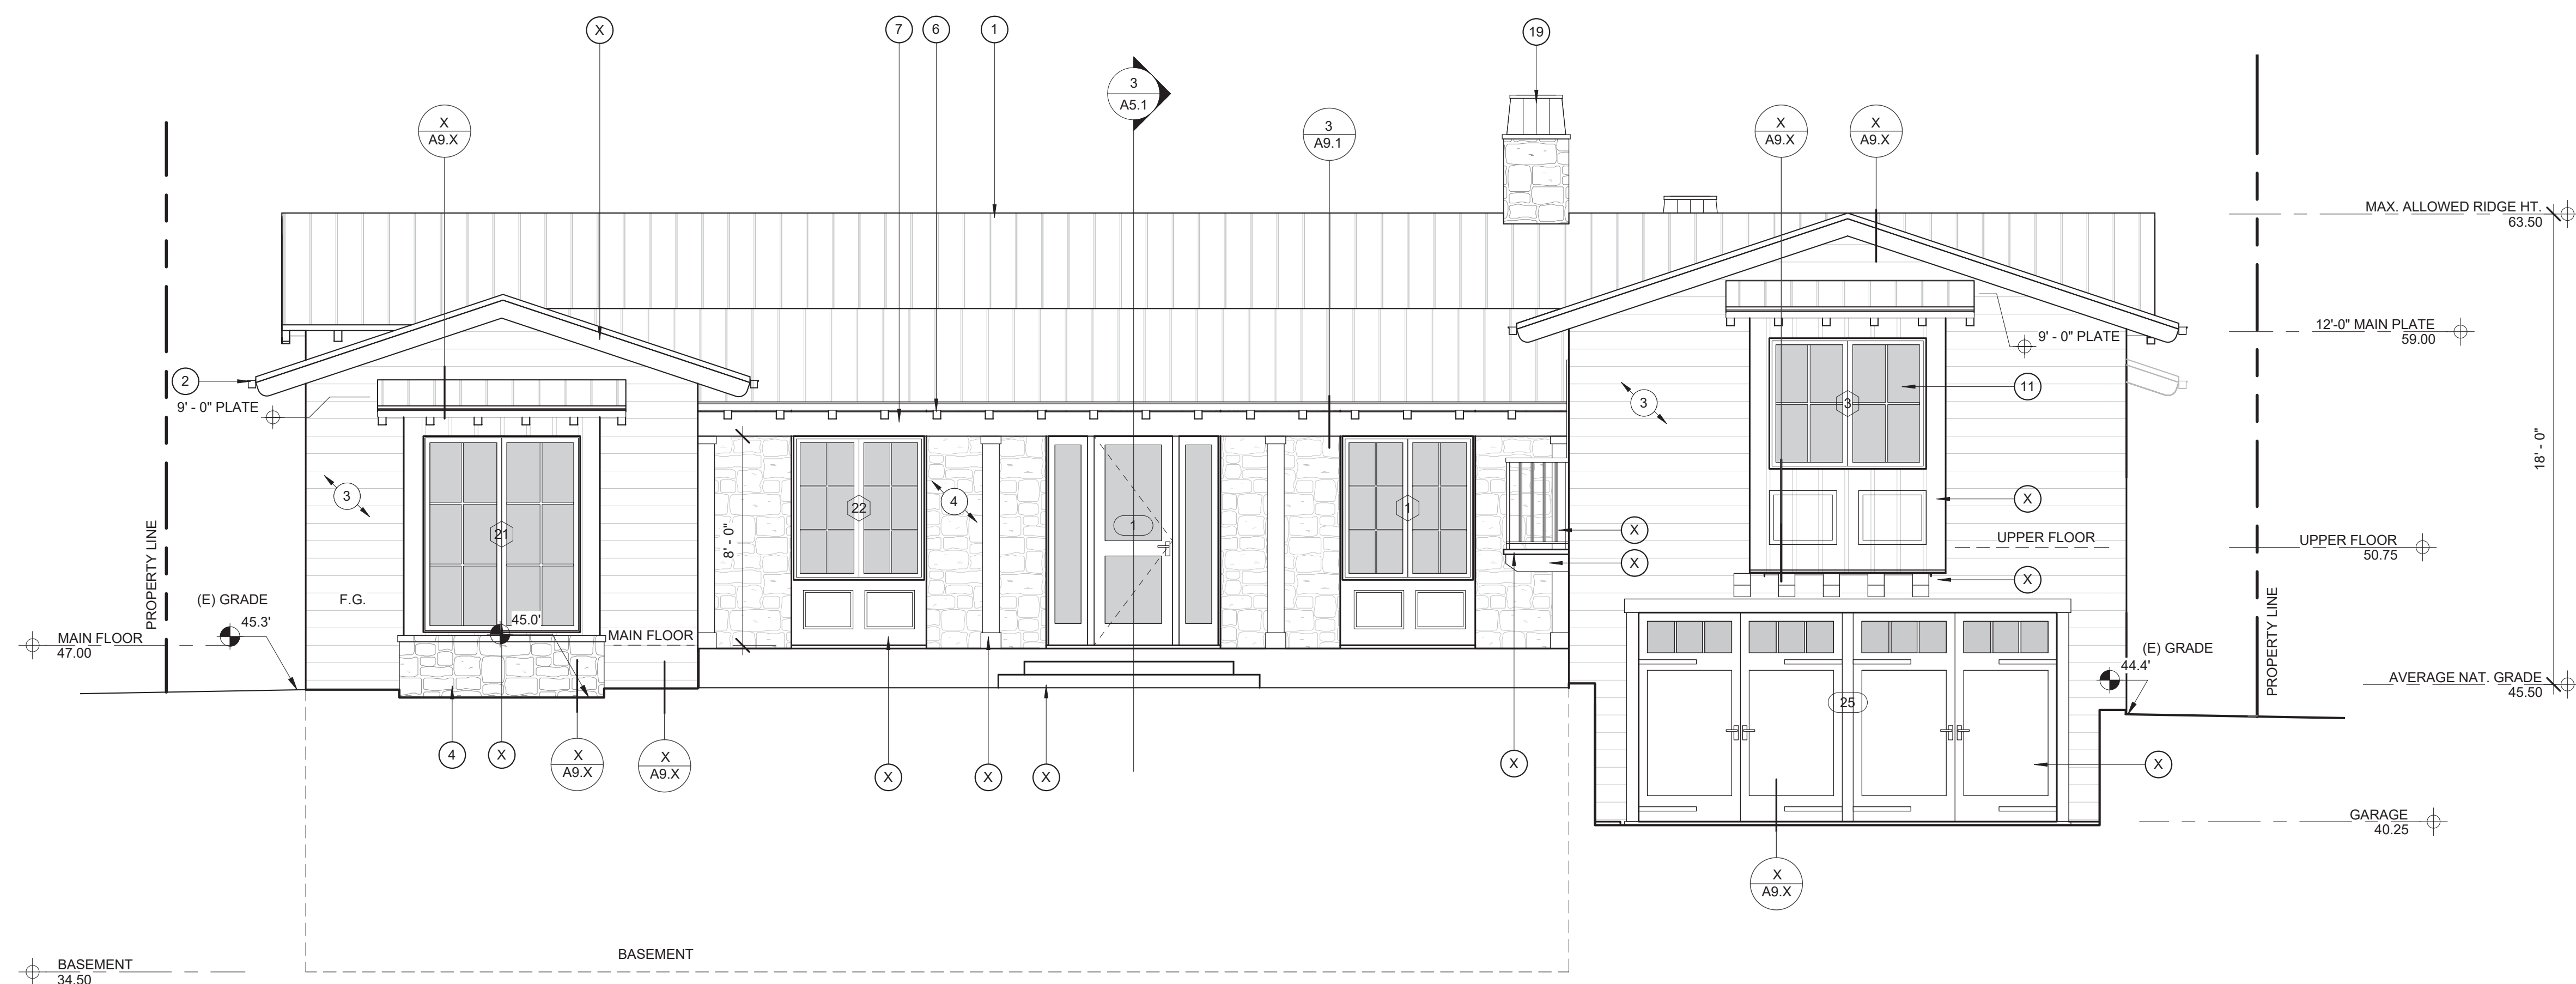 X
7
6
1
19
3
A5.1
X
A9.X
3
A9.1
X
A9.X
X
A9.X
MAX. ALLOWED RIDGE HT.
63.50
12'-0" MAIN PLATE
59.00
9' - 0" PLATE
2
9' - 0" PLATE
11
3
3
18' - 0"
3
4
22
1
1
21
8' - 0"
X
X
X
X
UPPER FLOOR
UPPER FLOOR
50.75
PROPERTY LINE
PROPERTY LINE
(E) GRADE
45.3'
F.G.
45.0'
MAIN FLOOR
47.00
MAIN FLOOR
(E) GRADE
44.4'
AVERAGE NAT. GRADE
45.50
25
4
X
X
A9.X
X
A9.X
X
X
X
X
X
GARAGE
40.25
X
A9.X
BASEMENT
BASEMENT
34.50